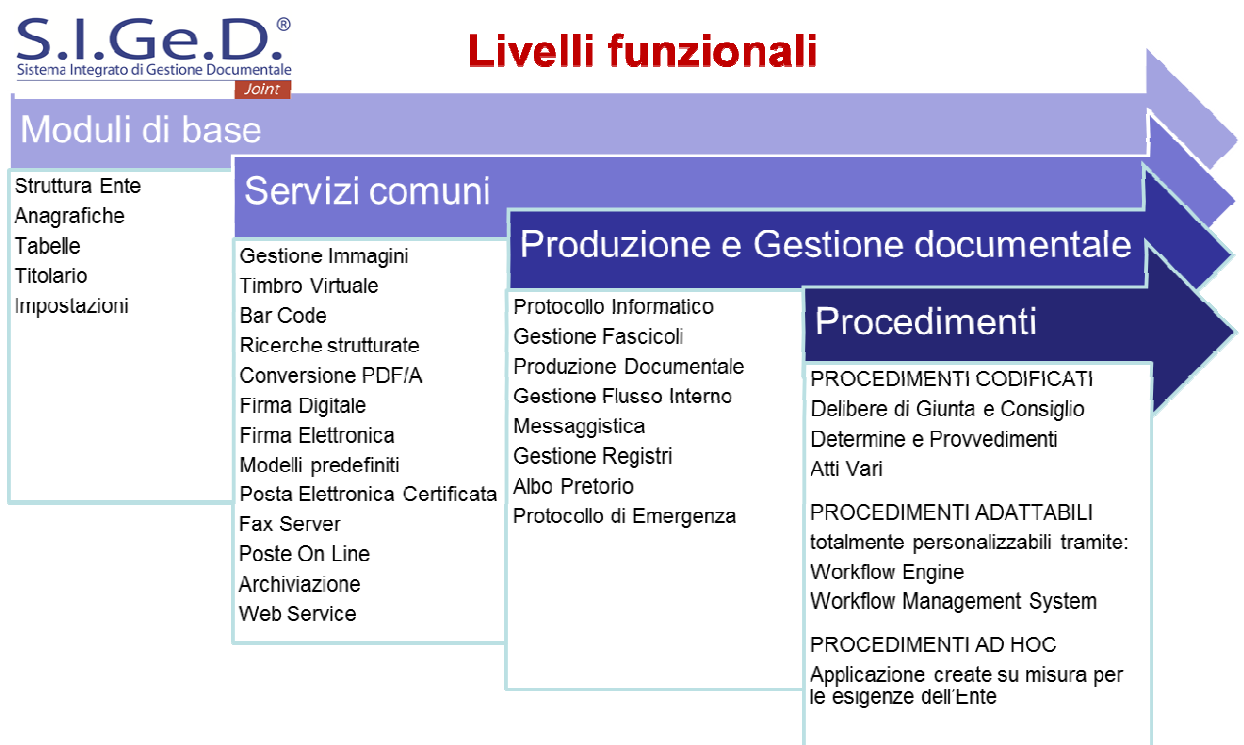 S.I.Ge.D.®
Sistema Integrato di Gestione Documentale
Joint
Livelli funzionali
Moduli di base
Struttura Ente
Anagrafiche
Tabelle
Titolario
Impostazioni
Servizi comuni
Gestione Immagini
Timbro Virtuale
Bar Code
Ricerche strutturate
Conversione PDF/A
Firma Digitale
Firma Elettronica
Modelli predefiniti
Posta Elettronica Certificata
Fax Server
Poste On Line
Archiviazione
Web Service
Produzione e Gestione documentale
Protocollo Informatico
Gestione Fascicoli
Produzione Documentale
Gestione Flusso Interno
Messaggistica
Gestione Registri
Albo Pretorio
Protocollo di Emergenza
Procedimenti
PROCEDIMENTI CODIFICATI
Delibere di Giunta e Consiglio
Determine e Provvedimenti
Atti Vari
PROCEDIMENTI ADATTABILI
totalmente personalizzabili tramite:
Workflow Engine
Workflow Management System
PROCEDIMENTI AD HOC
Applicazione create su misura per
le esigenze dell'Ente